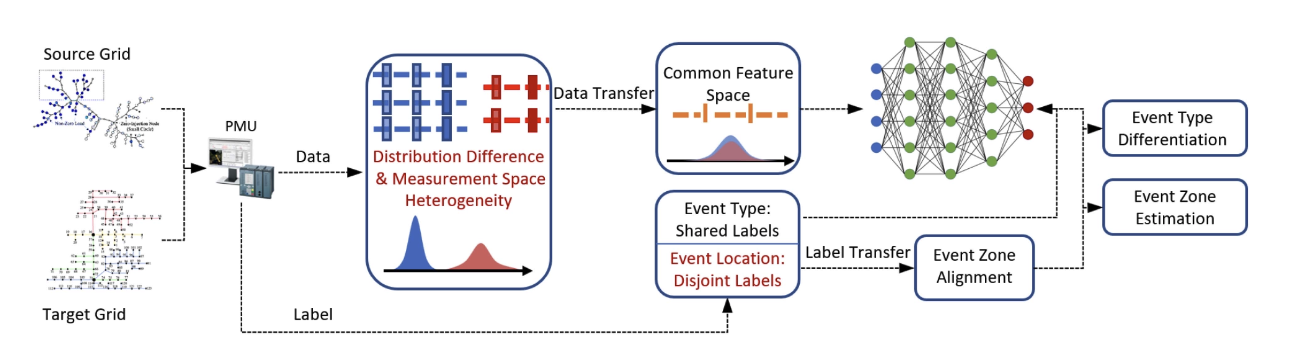 Source Grid
Non-Zero Load
Zero-Injection Node
(Small Circle)
Target Grid
PMU
Data
Label
Distribution Difference
& Measurement Space
Heterogeneity
Data Transfer
Common Feature
Space
Event Type:
Shared Labels
Event Location:
Disjoint Labels
Label Transfer
Event Zone
Alignment
Event Type
Differentiation
Event Zone
Estimation